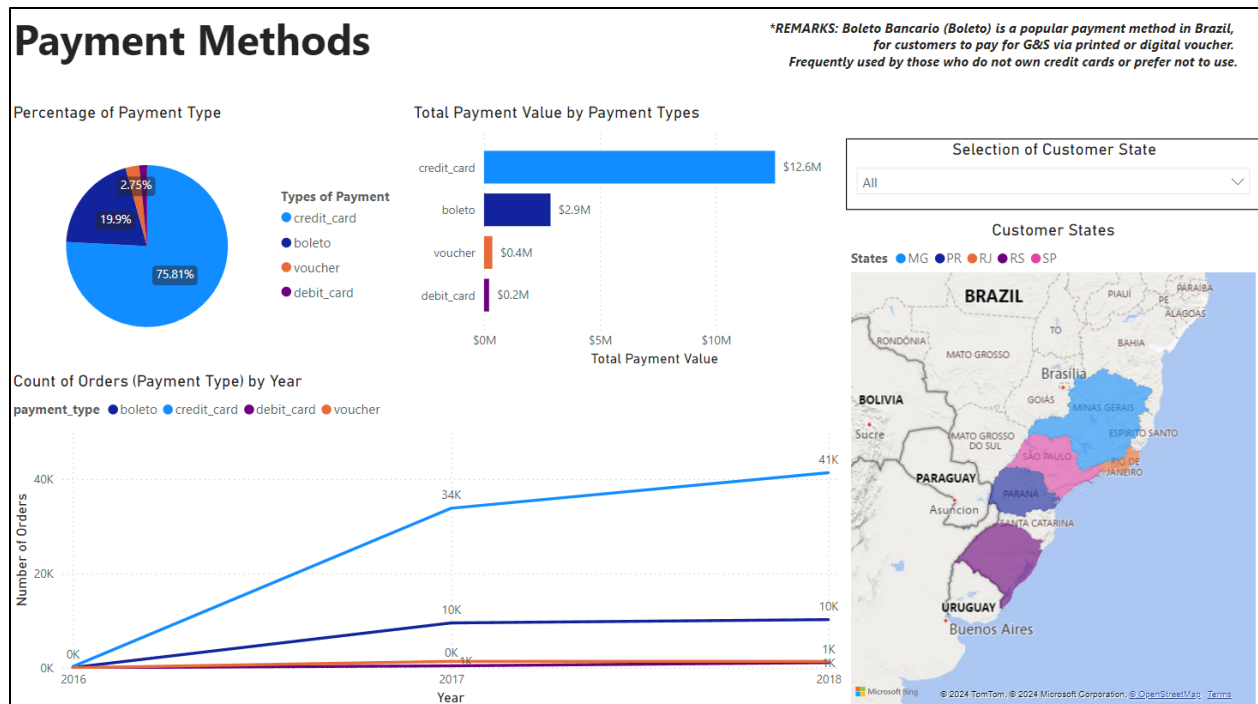 Payment Methods
*REMARKS: Boleto Bancario (Boleto) is a popular payment method in Brazil,
for customers to pay for G&S via printed or digital voucher.
Frequently used by those who do not own credit cards or prefer not to use.
Percentage of Payment Type
2.75%
19.9%
75.81%
Types of Payment
credit_card
boleto
voucher
debit_card
Total Payment Value by Payment Types
credit_card
$12.6M
boleto
$2.9M
voucher
$0.4M
debit_card
$0.2M
$0M
$5M
$10M
Total Payment Value
Selection of Customer State
All
Customer States
States MG PR RJ RS SP
BRAZIL
PIAUÍ
PARAÍBA
PE
ALAGOAS
TO
RONDÔNIA
BAHIA
MATO GROSSO
Brasília
GOIÁS
BOLIVIA
MINAS GERAIS
Sucre
MATO GROSSO
DO SUL
ESPÍRITO SANTO
SÃO PAULO
RIO DE
JANEIRO
PARAGUAY
PARANÁ
Asuncion
SANTA CATARINA
URUGUAY
Buenos Aires
Microsoft Bing
© 2024 TomTom, © 2024 Microsoft Corporation, © OpenStreetMap Terms
Count of Orders (Payment Type) by Year
payment_type boleto credit_card debit_card voucher
Number of Orders
40K
20K
0K
0K
34K
10K
0K
1K
41K
10K
1K
1K
2016
2017
2018
Year